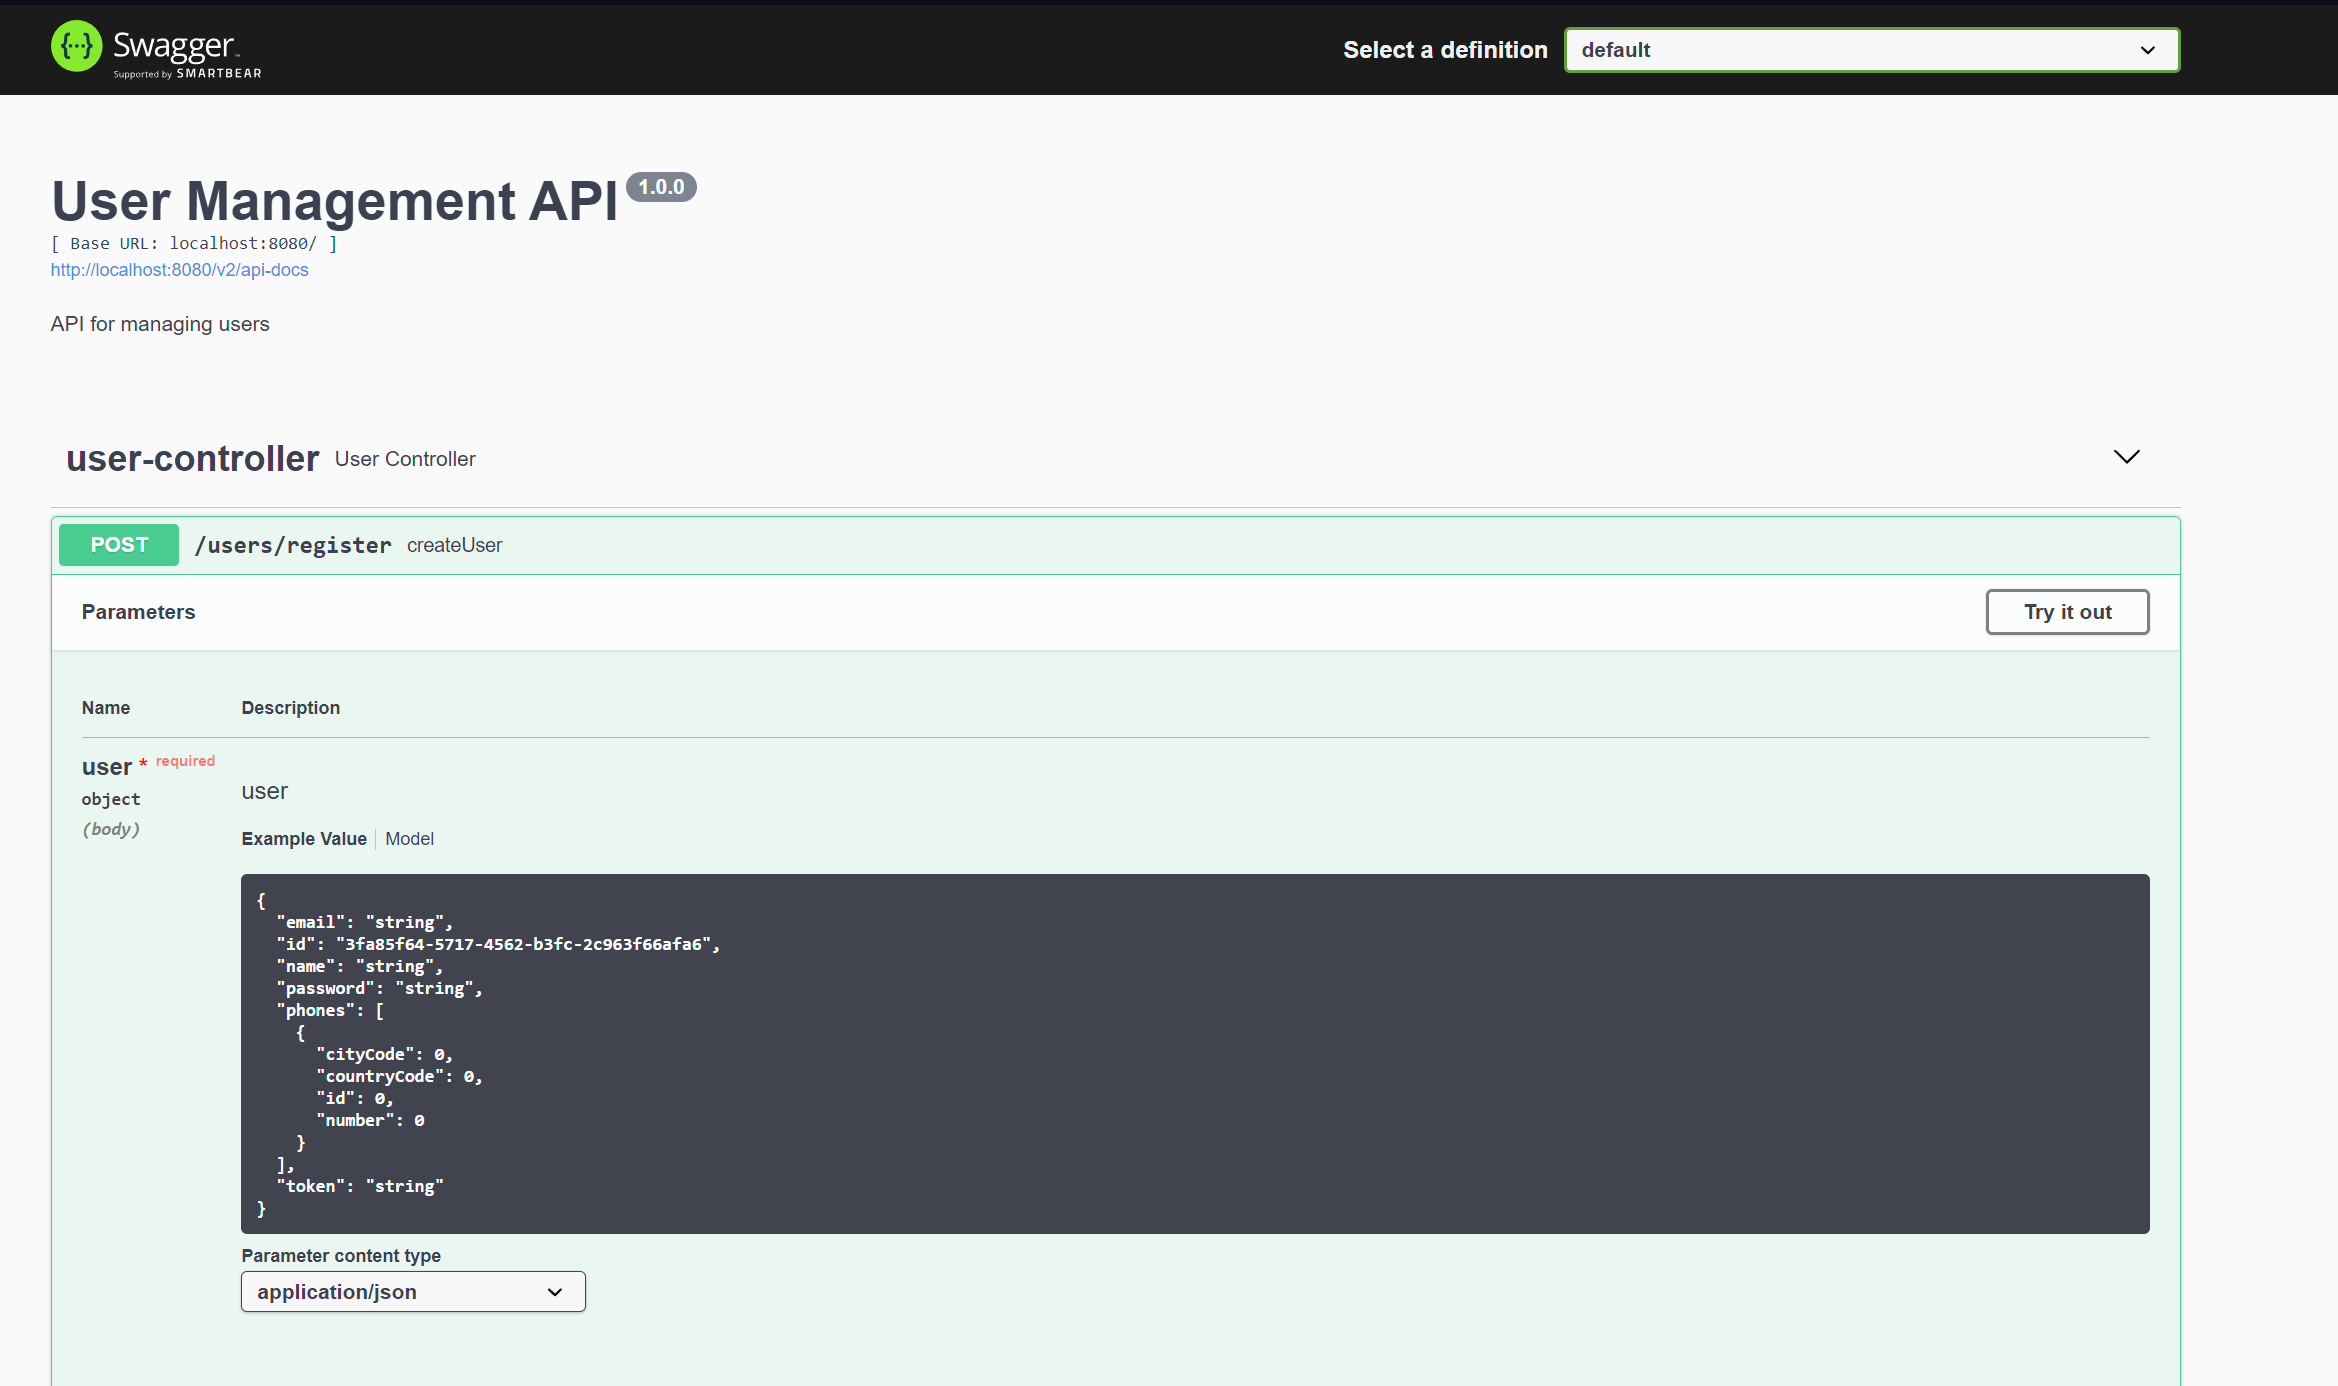 {···} Swagger™
Supported by SMARTBEAR
Select a definition
default
User Management API 1.0.0
[ Base URL: localhost:8080/ ]
http://localhost:8080/v2/api-docs
API for managing users
user-controller User Controller
POST /users/register createUser
Parameters
Try it out
Name Description
user * required
object
(body)
user
Example Value Model
{
  "email": "string",
  "id": "3fa85f64-5717-4562-b3fc-2c963f66afa6",
  "name": "string",
  "password": "string",
  "phones": [
    {
      "cityCode": 0,
      "countryCode": 0,
      "id": 0,
      "number": 0
    }
  ],
  "token": "string"
}
Parameter content type
application/json